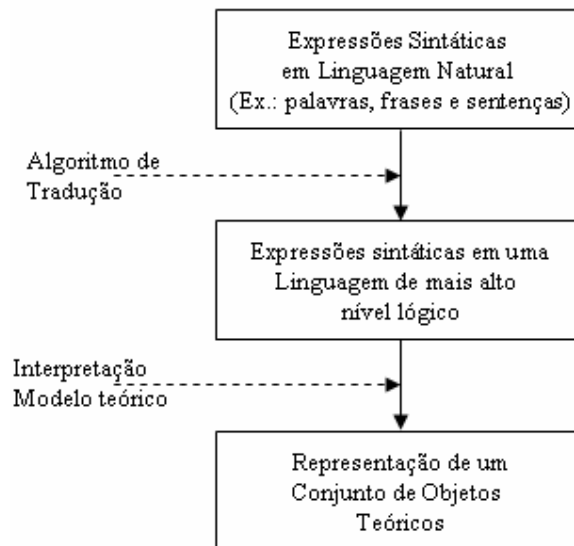 Expressões Sintáticas
em Linguagem Natural
(Ex.: palavras, frases e sentenças)
Algoritmo de
Tradução
Expressões sintáticas em uma
Linguagem de mais alto
nível lógico
Interpretação
Modelo teórico
Representação de um
Conjunto de Objetos
Teóricos